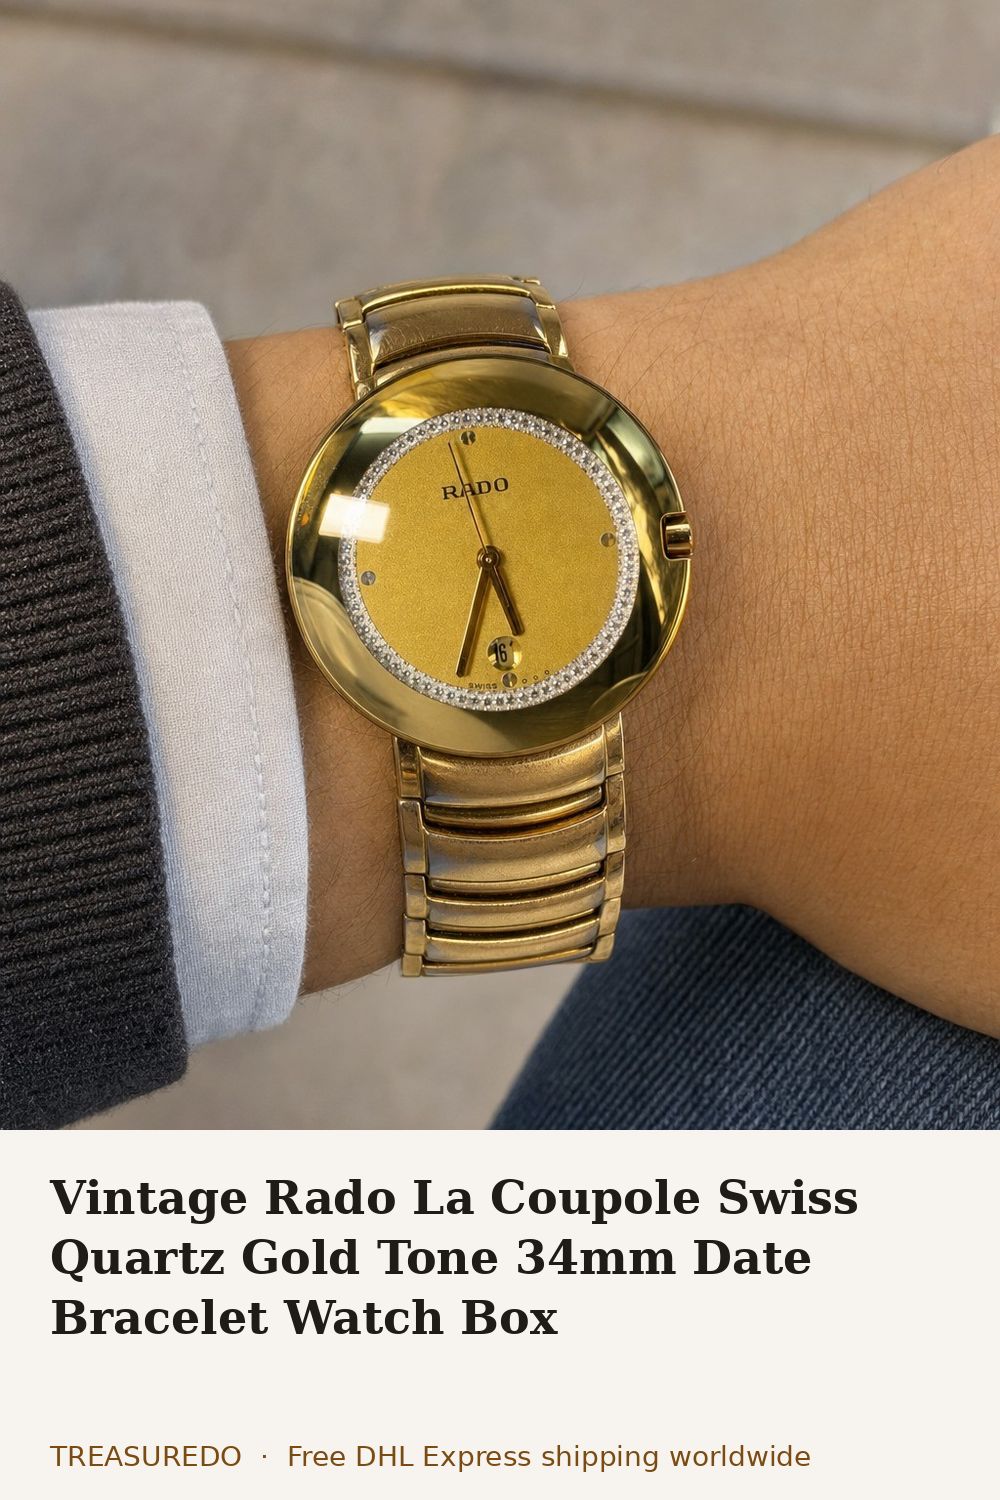 RADO
16
SWISS
Vintage Rado La Coupole Swiss
Quartz Gold Tone 34mm Date
Bracelet Watch Box
TREASUREDO · Free DHL Express shipping worldwide